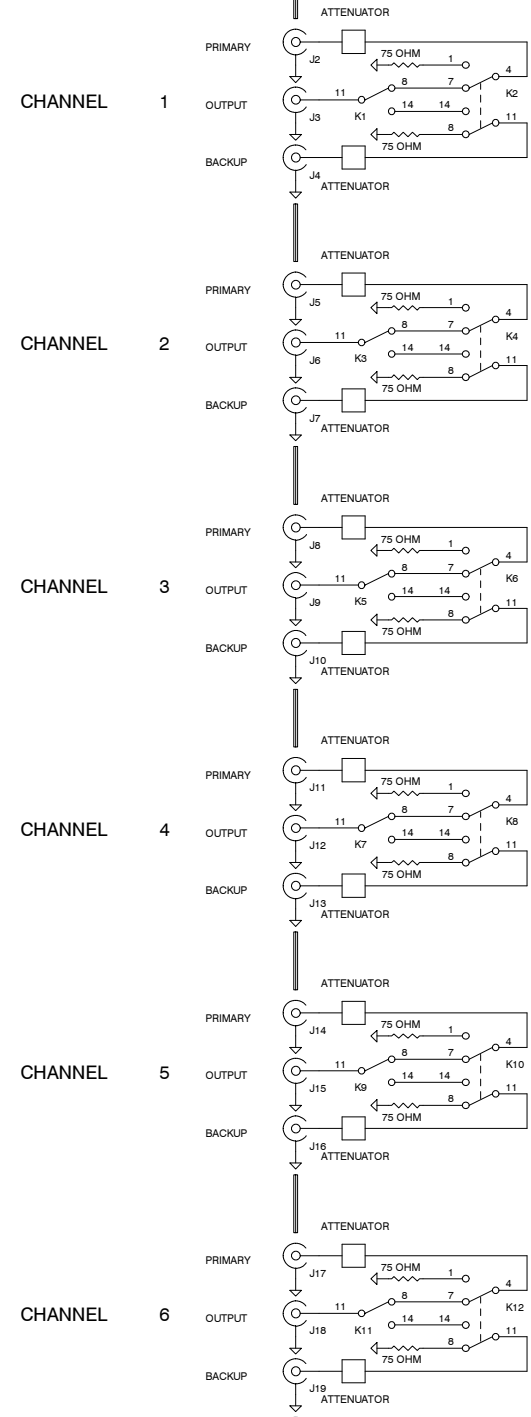 ATTENUATOR
PRIMARY J2 75 OHM 1 4
CHANNEL 1 OUTPUT J3 11 K1 8 7 K2
14 14 11
8
75 OHM
BACKUP J4
ATTENUATOR
ATTENUATOR
PRIMARY J5 75 OHM 1 4
CHANNEL 2 OUTPUT J6 11 K3 8 7 K4
14 14 11
8
75 OHM
BACKUP J7
ATTENUATOR
ATTENUATOR
PRIMARY J8 75 OHM 1 4
CHANNEL 3 OUTPUT J9 11 K5 8 7 K6
14 14 11
8
75 OHM
BACKUP J10
ATTENUATOR
ATTENUATOR
PRIMARY J11 75 OHM 1 4
CHANNEL 4 OUTPUT J12 11 K7 8 7 K8
14 14 11
8
75 OHM
BACKUP J13
ATTENUATOR
ATTENUATOR
PRIMARY J14 75 OHM 1 4
CHANNEL 5 OUTPUT J15 11 K9 8 7 K10
14 14 11
8
75 OHM
BACKUP J16
ATTENUATOR
ATTENUATOR
PRIMARY J17 75 OHM 1 4
CHANNEL 6 OUTPUT J18 11 K11 8 7 K12
14 14 11
8
75 OHM
BACKUP J19
ATTENUATOR